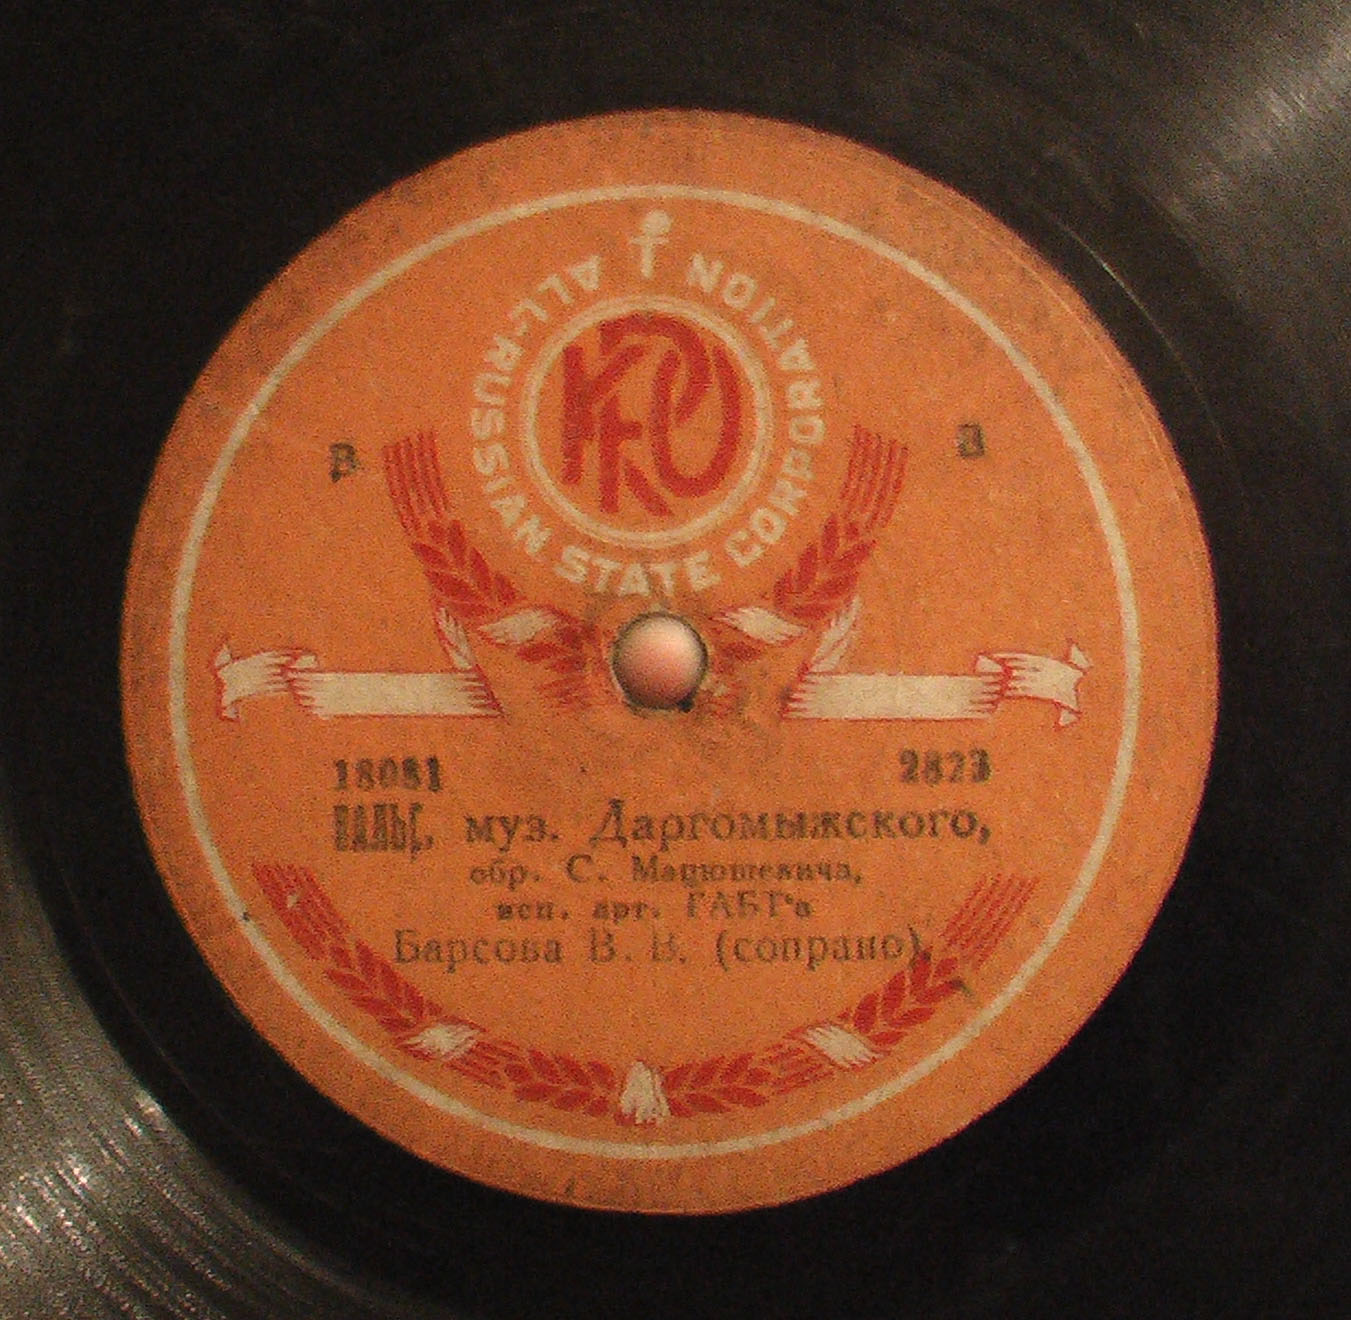 ALL-RUSSIAN STATE CORPORATION
в а
18081 2823
ВАЛЬС, муз. Даргомыжского,
обр. С. Мацюшевича,
исп. арт. ГАБТ'а
Барсова В. В. (сопрано).